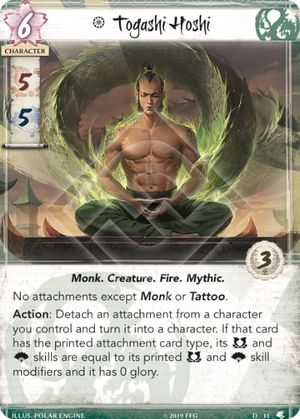 6
Togashi Hoshi
CHARACTER
5
5
3
Monk. Creature. Fire. Mythic.
No attachments except Monk or Tattoo.
Action: Detach an attachment from a character
you control and turn it into a character. If that card
has the printed attachment card type, its and
skills are equal to its printed and skill
modifiers and it has 0 glory.
ILLUS. POLAR ENGINE
©2019 FFG
D 11